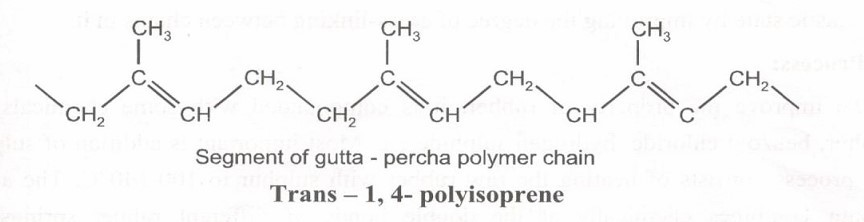 CH₃ CH₃ CH₃
C CH₂ C CH₂ C CH₂
CH₂ CH CH₂ CH CH C
Segment of gutta - percha polymer chain
Trans – 1, 4- polyisoprene